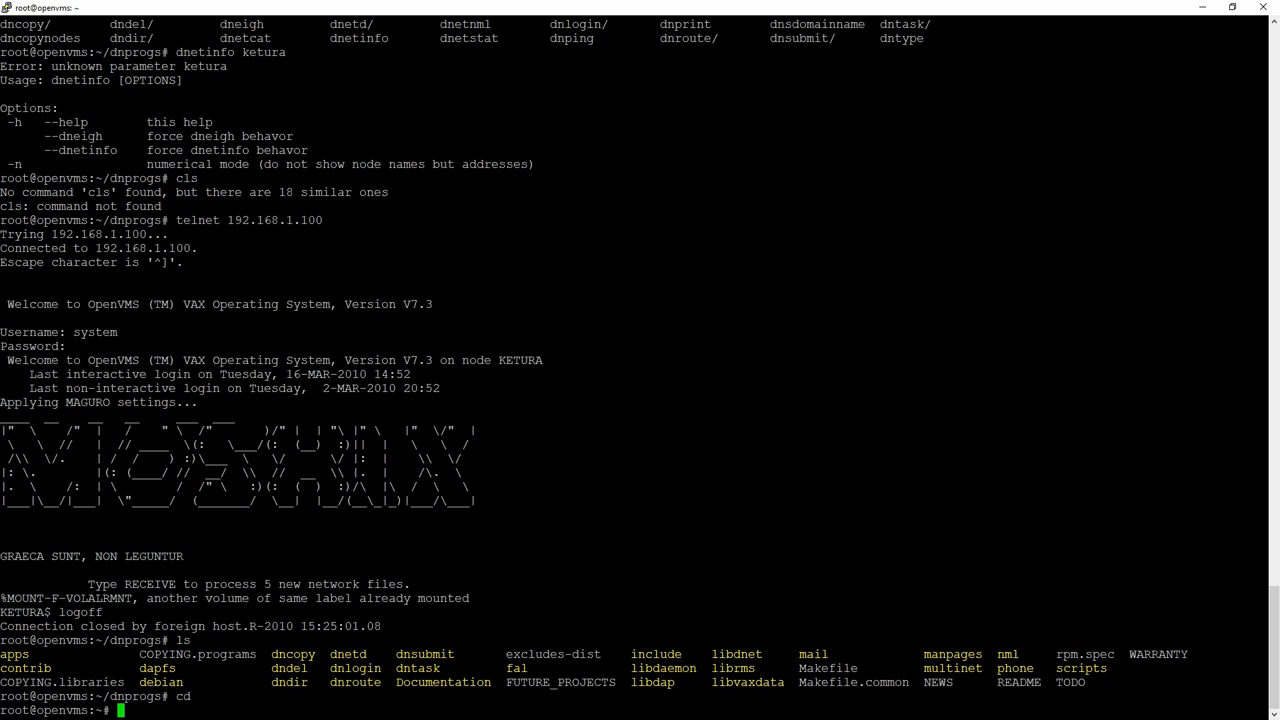 root@openvms: ~
dncopy/ dndel/ dneigh dnetd/ dnetnml dnlogin/ dnprint dnsdomainname dntask/
dncopynodes dndir/ dnetcat dnetinfo dnetstat dnping dnroute/ dnsubmit/ dntype
root@openvms:~/dnprogs# dnetinfo ketura
Error: unknown parameter ketura
Usage: dnetinfo [OPTIONS]
Options:
-h --help this help
--dneigh force dneigh behavor
--dnetinfo force dnetinfo behavor
-n numerical mode (do not show node names but addresses)
root@openvms:~/dnprogs# cls
No command 'cls' found, but there are 18 similar ones
cls: command not found
root@openvms:~/dnprogs# telnet 192.168.1.100
Trying 192.168.1.100...
Connected to 192.168.1.100.
Escape character is '^]'.
Welcome to OpenVMS (TM) VAX Operating System, Version V7.3
Username: system
Password:
Welcome to OpenVMS (TM) VAX Operating System, Version V7.3 on node KETURA
Last interactive login on Tuesday, 16-MAR-2010 14:52
Last non-interactive login on Tuesday, 2-MAR-2010 20:52
Applying MAGURO settings...
GRAECA SUNT, NON LEGUNTUR
Type RECEIVE to process 5 new network files.
%MOUNT-F-VOLALRMNT, another volume of same label already mounted
KETURA$ logoff
Connection closed by foreign host.R-2010 15:25:01.08
root@openvms:~/dnprogs# ls
apps COPYING.programs dncopy dnetd dnsubmit excludes-dist include libdnet mail manpages nml rpm.spec WARRANTY
contrib dapfs dndel dnlogin dntask fal libdaemon librms Makefile multinet phone scripts
COPYING.libraries debian dndir dnroute Documentation FUTURE_PROJECTS libdap libvaxdata Makefile.common NEWS README TODO
root@openvms:~/dnprogs# cd
root@openvms:~#